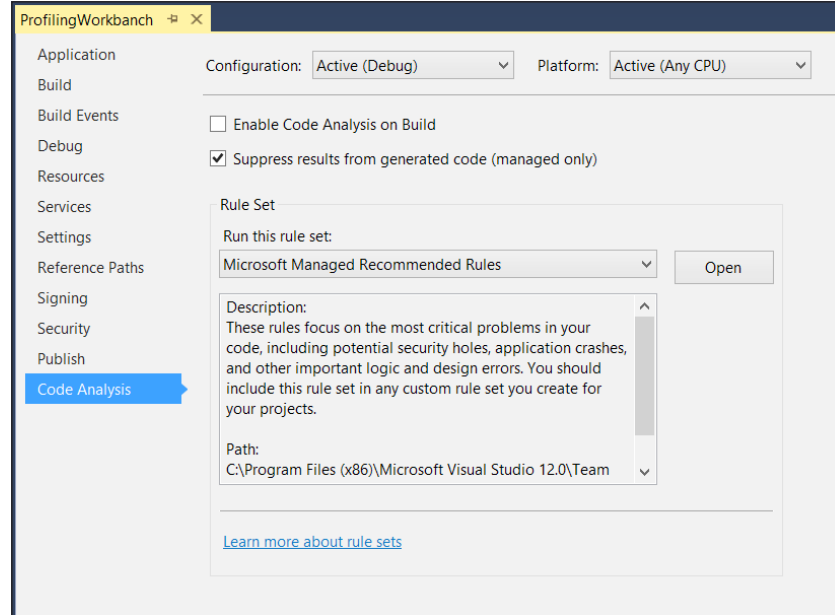 ProfilingWorkbanch
Application
Build
Build Events
Debug
Resources
Services
Settings
Reference Paths
Signing
Security
Publish
Code Analysis
Configuration: Active (Debug) Platform: Active (Any CPU)
Enable Code Analysis on Build
Suppress results from generated code (managed only)
Rule Set
Run this rule set:
Microsoft Managed Recommended Rules Open
Description:
These rules focus on the most critical problems in your
code, including potential security holes, application crashes,
and other important logic and design errors. You should
include this rule set in any custom rule set you create for
your projects.
Path:
C:\Program Files (x86)\Microsoft Visual Studio 12.0\Team
Learn more about rule sets